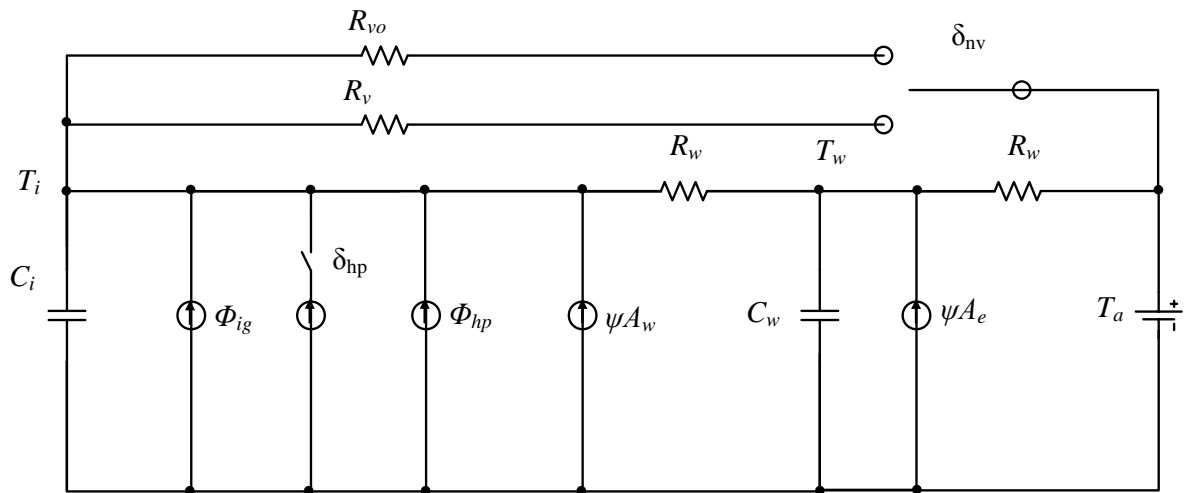 R_vo
δ_nv
R_v
R_w
T_w
R_w
T_i
δ_hp
C_i
Φ_ig
Φ_hp
ψA_w
C_w
ψA_e
T_a
+
-